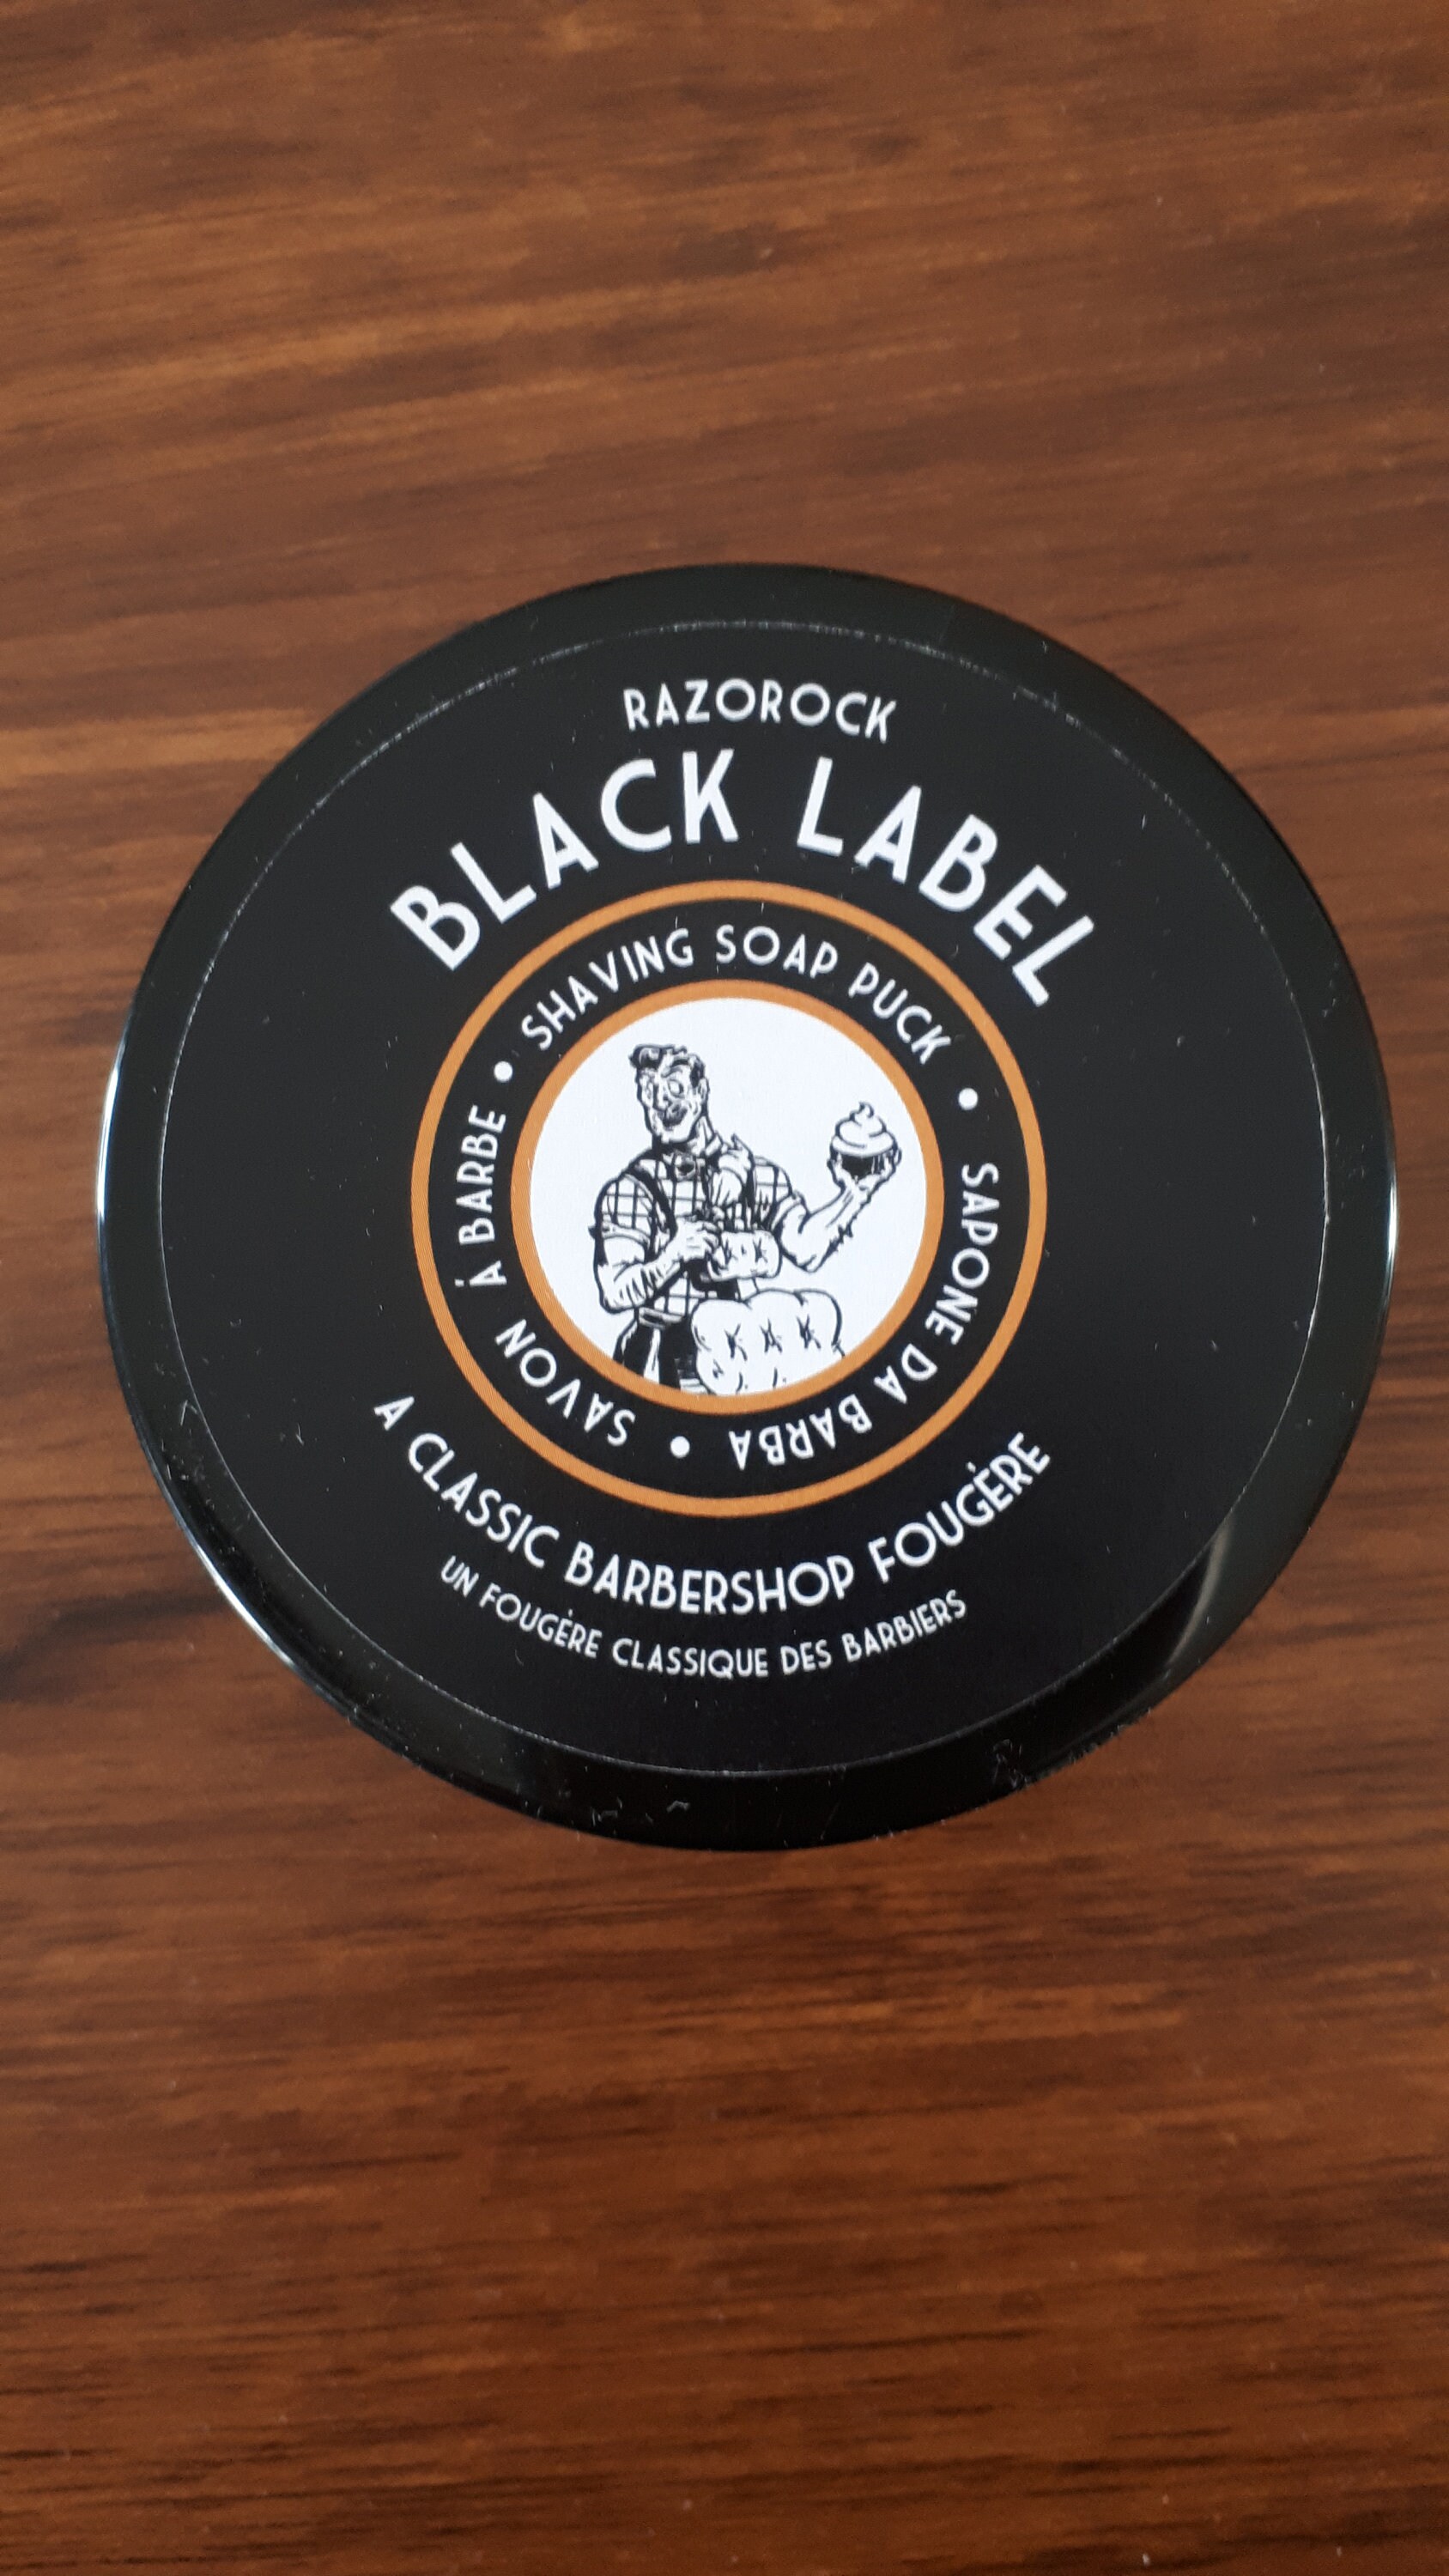 RAZOROCK
BLACK LABEL
SHAVING SOAP PUCK • SAPONE DA BARBA • SAVON À BARBE •
A CLASSIC BARBERSHOP FOUGÈRE
UN FOUGÈRE CLASSIQUE DES BARBIERS